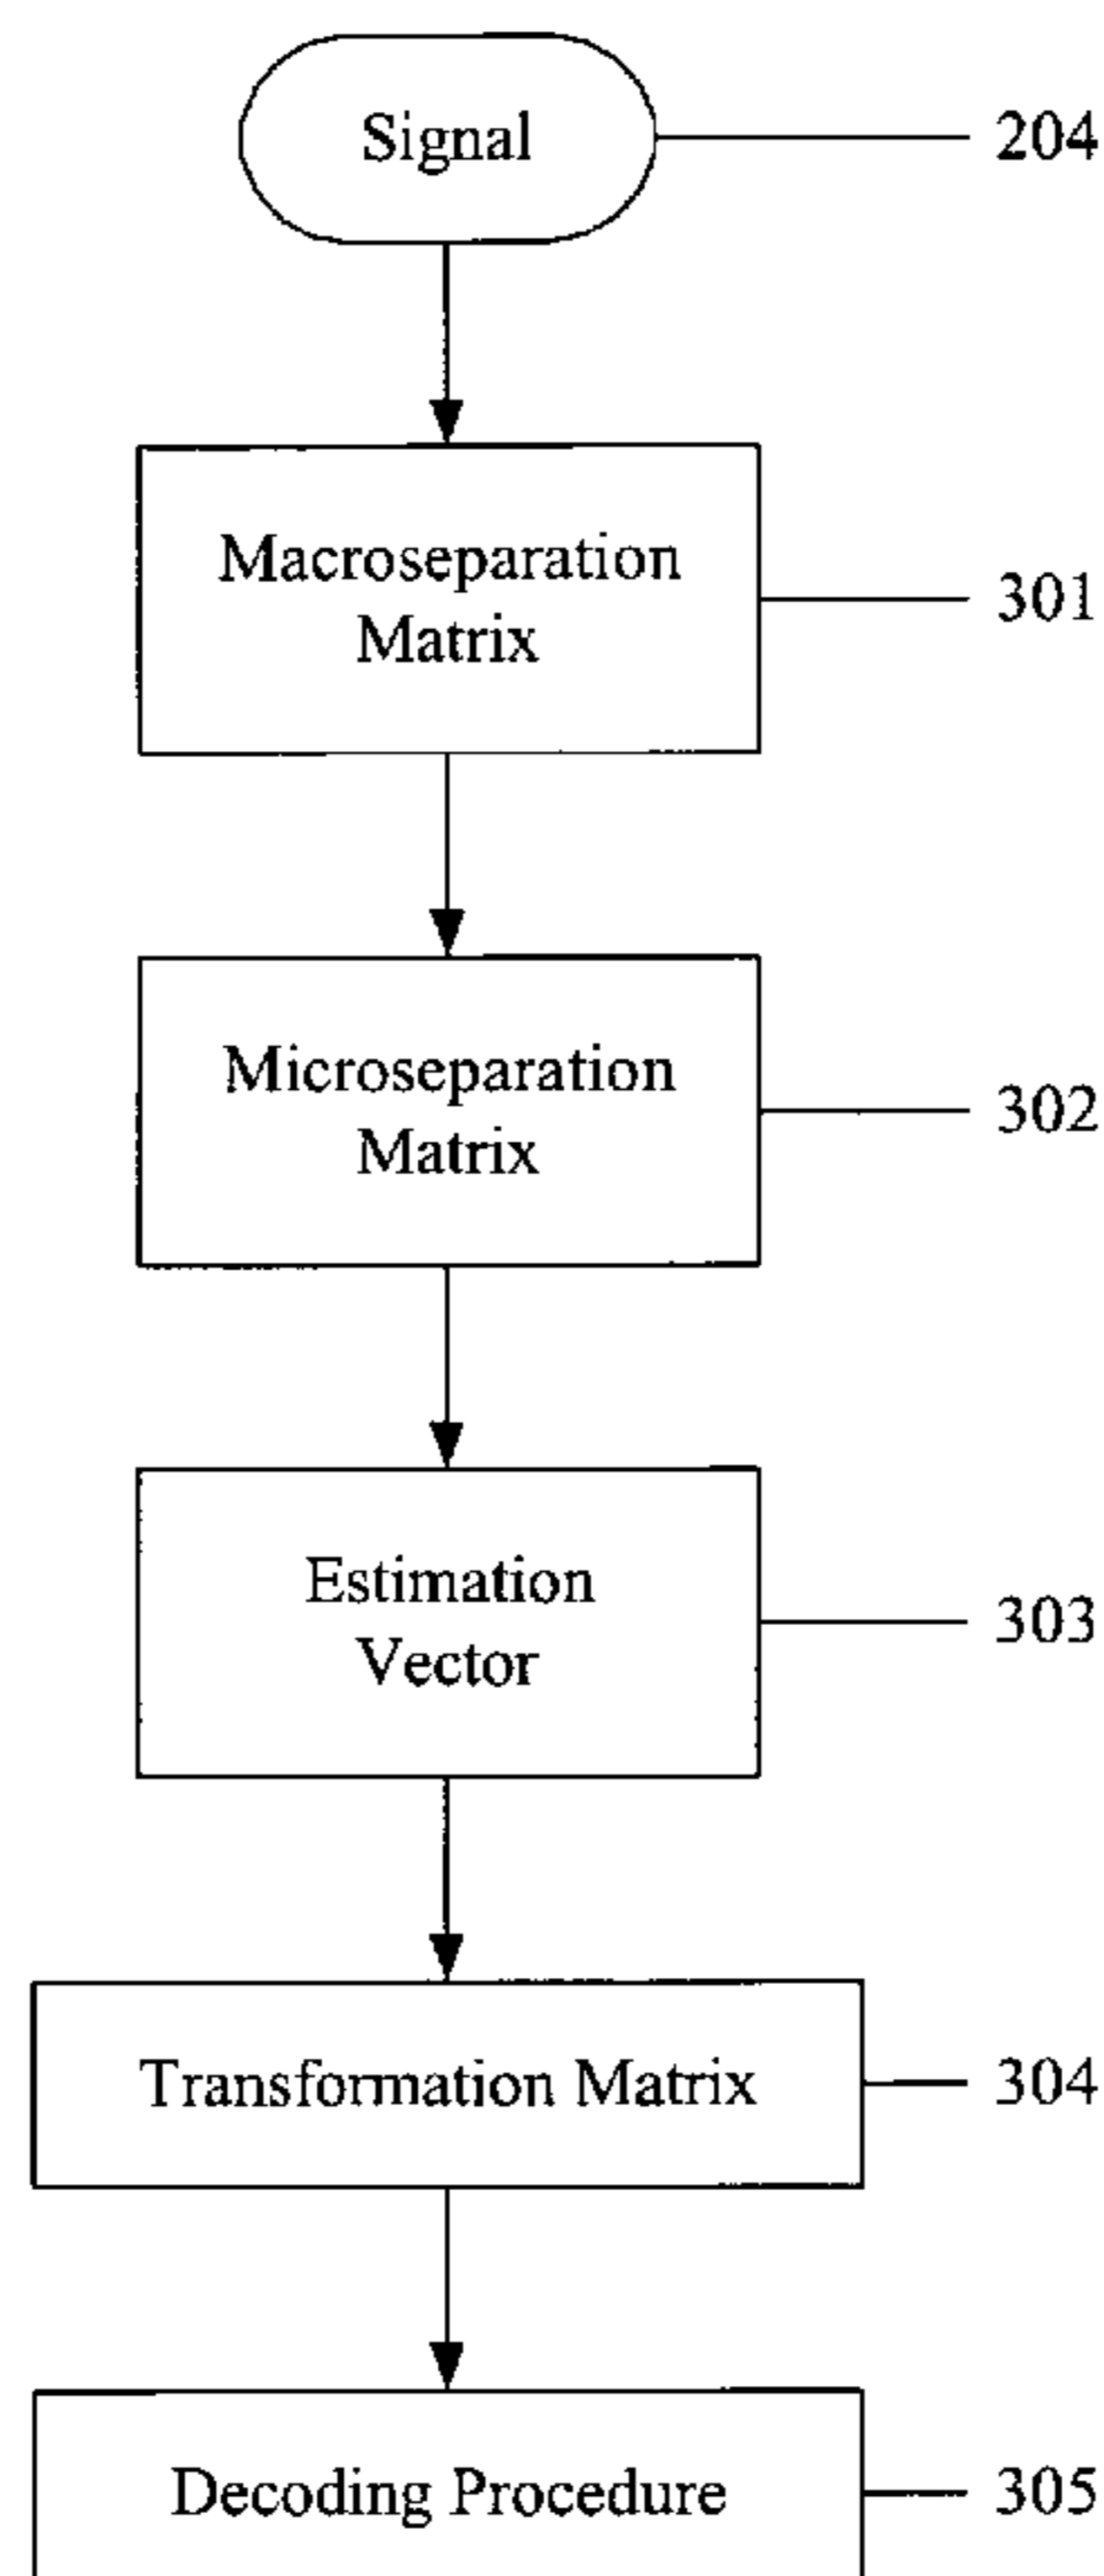 Signal
204
Macroseparation
Matrix
301
Microseparation
Matrix
302
Estimation
Vector
303
Transformation Matrix
304
Decoding Procedure
305